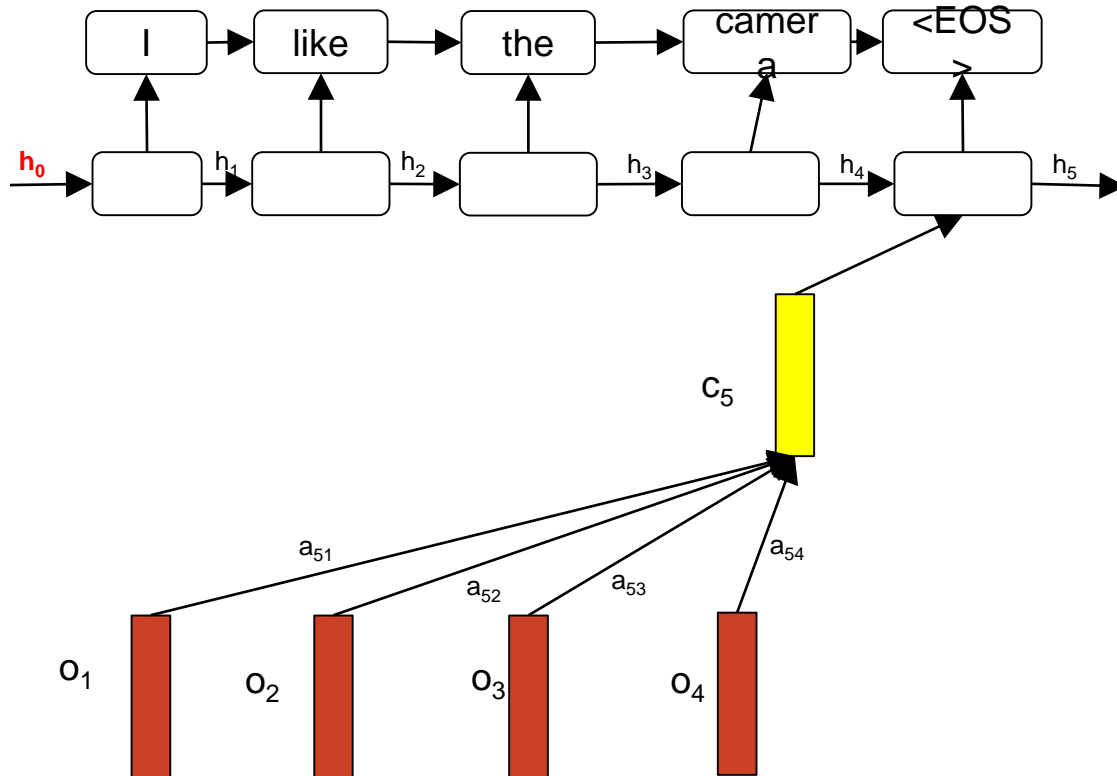 I like the camer <EOS
a >
h₀ h₁ h₂ h₃ h₄ h₅
c₅
a₅₁ a₅₂ a₅₃ a₅₄
o₁ o₂ o₃ o₄